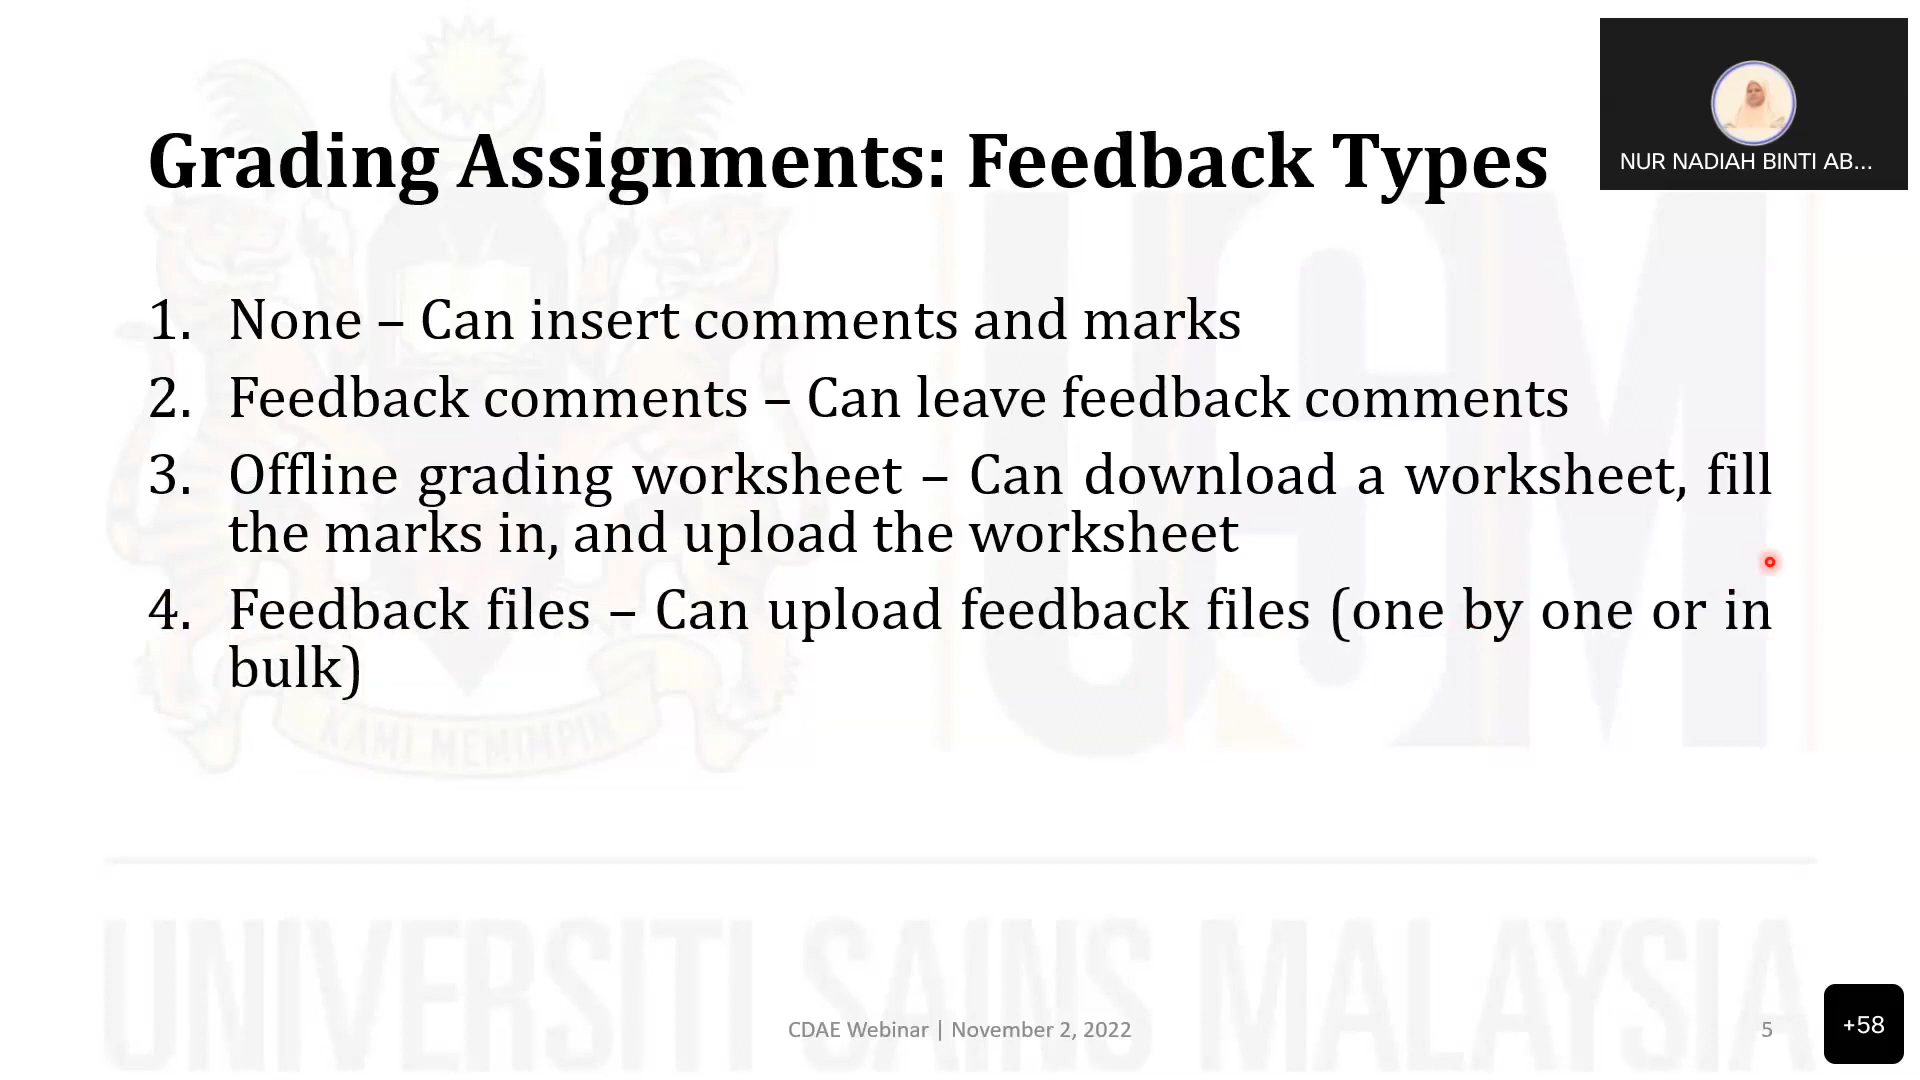 Grading Assignments: Feedback Types
NUR NADIAH BINTI AB...
1. None – Can insert comments and marks
2. Feedback comments – Can leave feedback comments
3. Offline grading worksheet – Can download a worksheet, fill
the marks in, and upload the worksheet
4. Feedback files – Can upload feedback files (one by one or in
bulk)
KAMI MEMIMPIN
USM
UNIVERSITI SAINS MALAYSIA
CDAE Webinar | November 2, 2022
5
+58